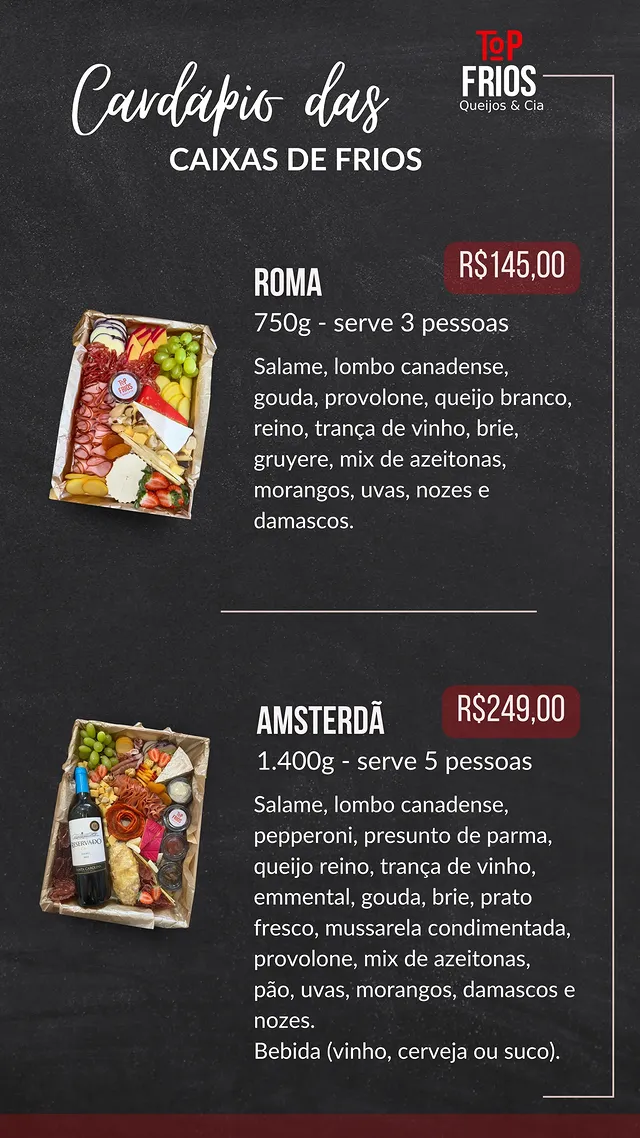 TOP
FRIOS
Queijos & Cia
Cardápio das
CAIXAS DE FRIOS
R$145,00
ROMA
750g - serve 3 pessoas
Salame, lombo canadense,
gouda, provolone, queijo branco,
reino, trança de vinho, brie,
gruyere, mix de azeitonas,
morangos, uvas, nozes e
damascos.
TOP
FRIOS
R$249,00
AMSTERDÃ
1.400g - serve 5 pessoas
Salame, lombo canadense,
pepperoni, presunto de parma,
queijo reino, trança de vinho,
emmental, gouda, brie, prato
fresco, mussarela condimentada,
provolone, mix de azeitonas,
pão, uvas, morangos, damascos e
nozes.
Bebida (vinho, cerveja ou suco).
RESERVADO